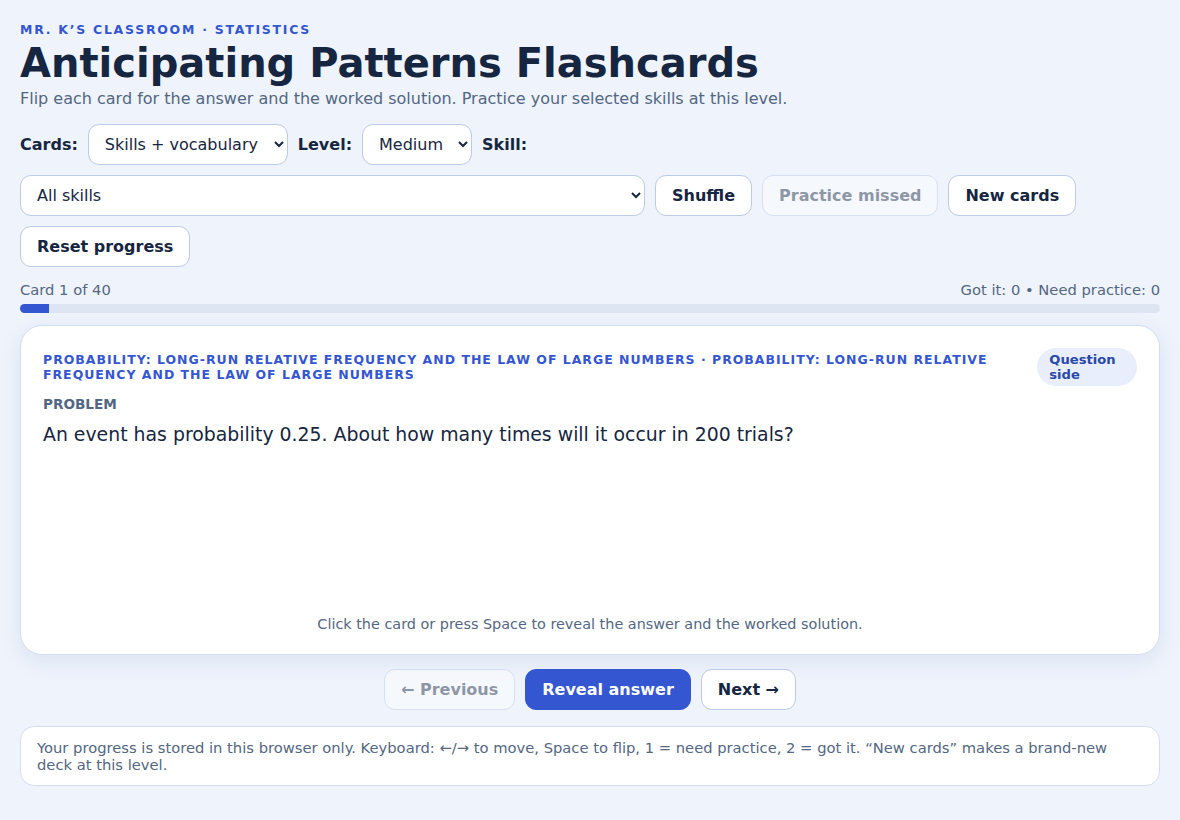 MR. K’S CLASSROOM · STATISTICS
Anticipating Patterns Flashcards
Flip each card for the answer and the worked solution. Practice your selected skills at this level.
Cards: Skills + vocabulary Level: Medium Skill:
All skills Shuffle Practice missed New cards
Reset progress
Card 1 of 40 Got it: 0 • Need practice: 0
PROBABILITY: LONG-RUN RELATIVE FREQUENCY AND THE LAW OF LARGE NUMBERS · PROBABILITY: LONG-RUN RELATIVE
FREQUENCY AND THE LAW OF LARGE NUMBERS
Question
side
PROBLEM
An event has probability 0.25. About how many times will it occur in 200 trials?
Click the card or press Space to reveal the answer and the worked solution.
← Previous Reveal answer Next →
Your progress is stored in this browser only. Keyboard: ←/→ to move, Space to flip, 1 = need practice, 2 = got it. “New cards” makes a brand-new
deck at this level.